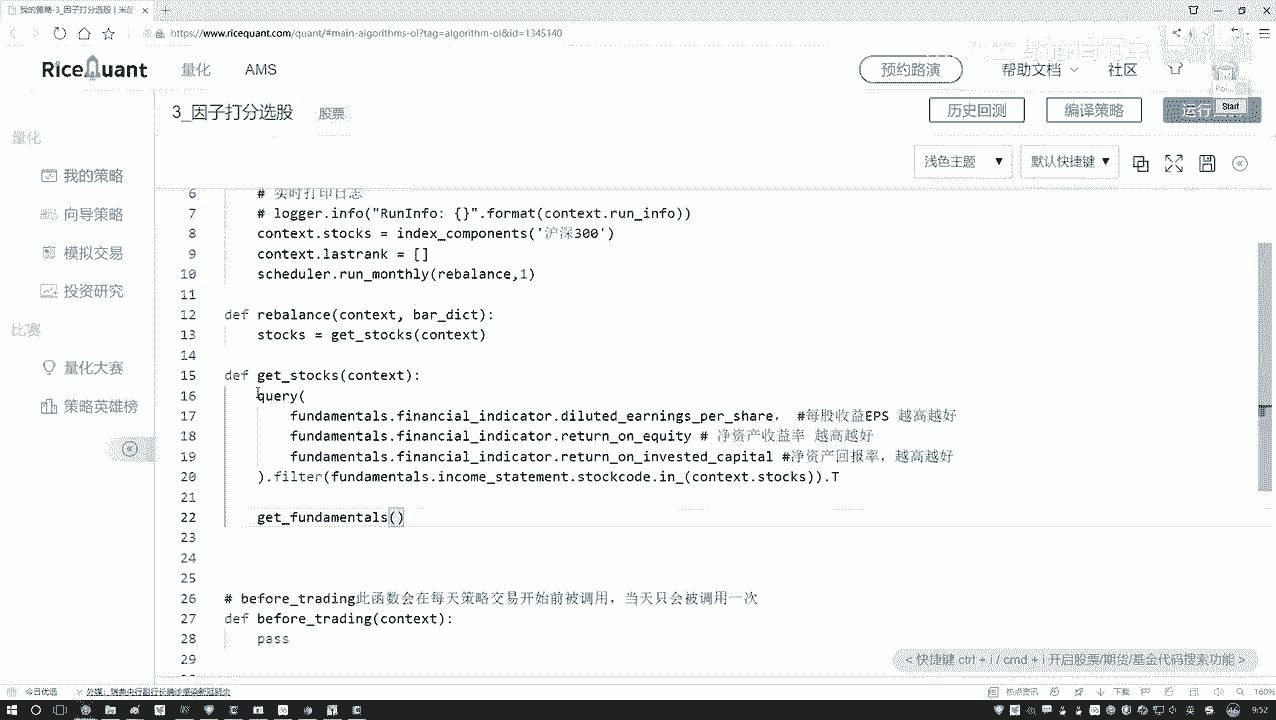 我的策略-3_因子打分选股 | 米
https://www.ricequant.com/quant/#main-algorithms-ol?tag=algorithm-ol&id=1345140
RiceQuant 量化 AMS 预约路演 帮助文档 社区
3_因子打分选股 股票 历史回测 编译策略 运行 Start
浅色主题 默认快捷键
量化
我的策略
向导策略
模拟交易
投资研究
比赛
量化大赛
策略英雄榜
6 # 实时打印日志
7 # logger.info("RunInfo: {}".format(context.run_info))
8 context.stocks = index_components('沪深300')
9 context.lastrank = []
10 scheduler.run_monthly(rebalance,1)
11
12 def rebalance(context, bar_dict):
13 stocks = get_stocks(context)
14
15 def get_stocks(context):
16 query(
17 fundamentals.financial_indicator.diluted_earnings_per_share, #每股收益EPS 越高越好
18 fundamentals.financial_indicator.return_on_equity # 净资产收益率 越高越好
19 fundamentals.financial_indicator.return_on_invested_capital #净资产回报率，越高越好
20 ).filter(fundamentals.income_statement.stockcode.in_(context.stocks)).T
21
22 get_fundamentals()
23
24
25
26 # before_trading此函数会在每天策略交易开始前被调用，当天只会被调用一次
27 def before_trading(context):
28 pass
29
< 快捷键 ctrl + i / cmd + i 开启股票/期货/基金代码搜索功能 >
今日优选 热点资讯 下载 160%
英 9:52